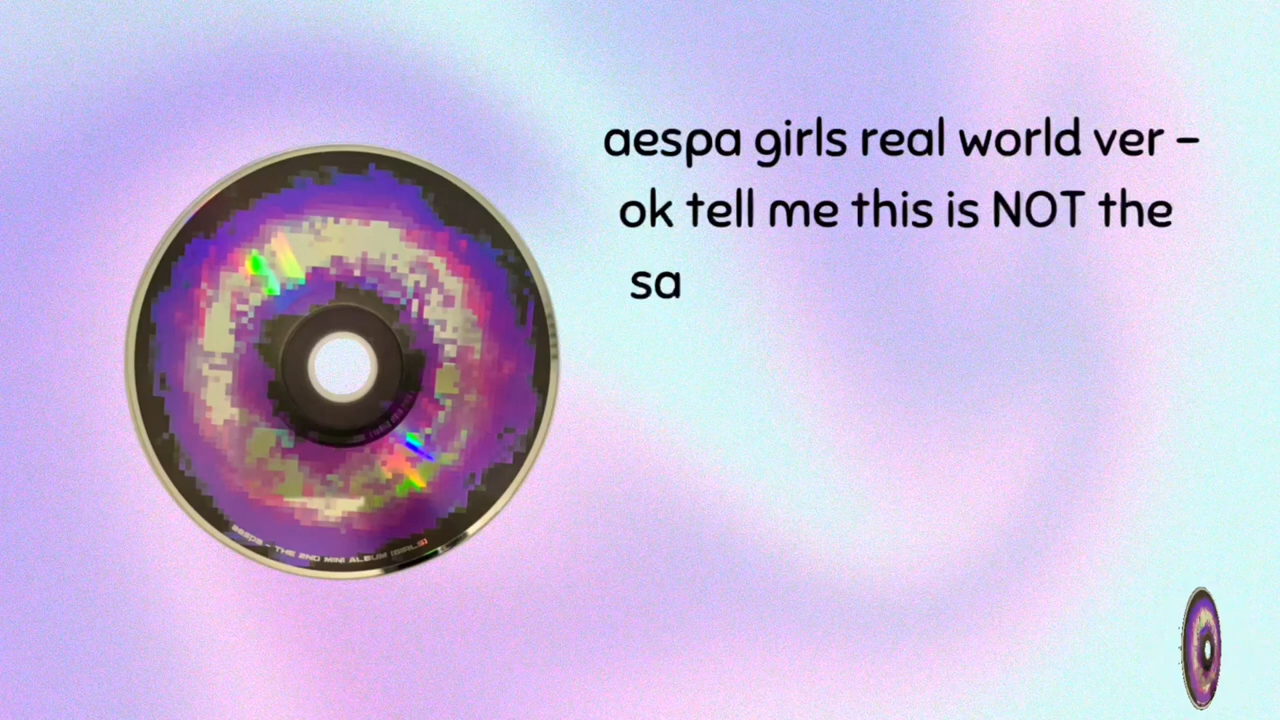 aespa girls real world ver -
ok tell me this is NOT the
sa
aespa - THE 2ND MINI ALBUM [GIRLS]